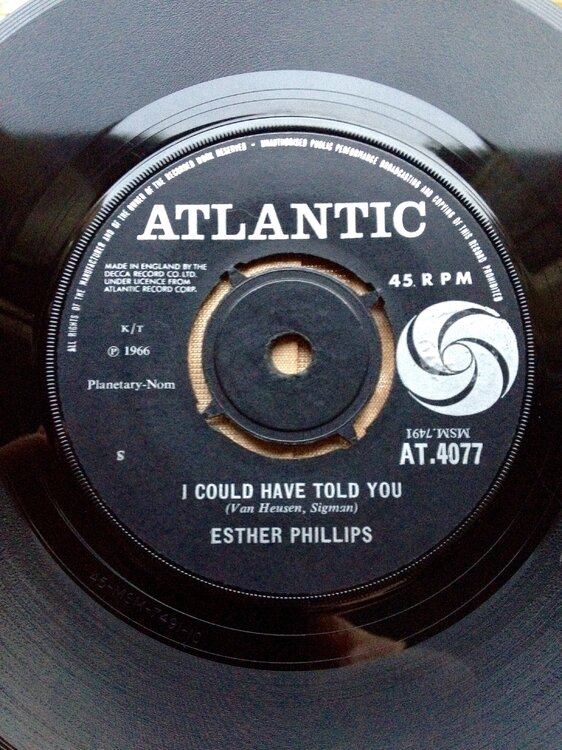 ALL RIGHTS OF THE MANUFACTURER AND OF THE OWNER OF THE RECORDED WORK RESERVED - UNAUTHORISED PUBLIC PERFORMANCE BROADCASTING AND COPYING OF THIS RECORD PROHIBITED
ATLANTIC
MADE IN ENGLAND BY THE
DECCA RECORD CO. LTD.
UNDER LICENCE FROM
ATLANTIC RECORD CORP.
45 R P M
K/T
℗ 1966
Planetary-Nom
S
MSM.7491
AT.4077
I COULD HAVE TOLD YOU
(Van Heusen, Sigman)
ESTHER PHILLIPS